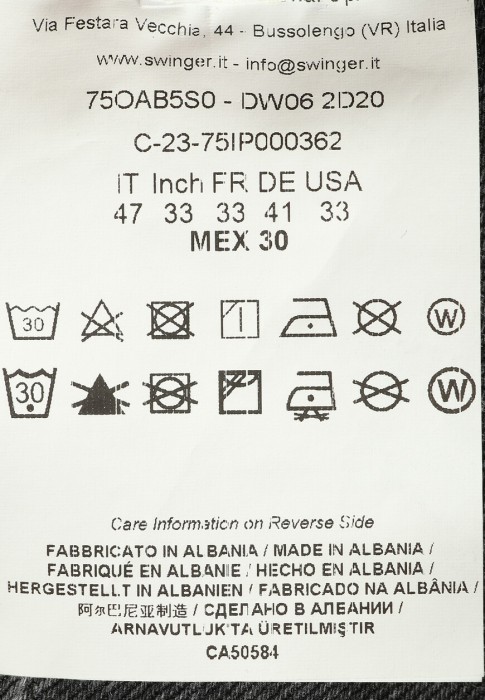 Via Festara Vecchia, 44 - Bussolengo (VR) Italia
www.swinger.it - info@swinger.it
75OAB5S0 - DW06 2D20
C-23-75IP000362
IT Inch FR DE USA
47 33 33 41 33
MEX 30
30 W
30 W
Care Information on Reverse Side
FABBRICATO IN ALBANIA / MADE IN ALBANIA /
FABRIQUÉ EN ALBANIE / HECHO EN ALBANIA /
HERGESTELLT IN ALBANIEN / FABRICADO NA ALBÂNIA /
阿尔巴尼亚制造 / СДЕЛАНО В АЛБАНИИ /
ARNAVUTLUK'TA ÜRETILMIŞTIR
CA50584